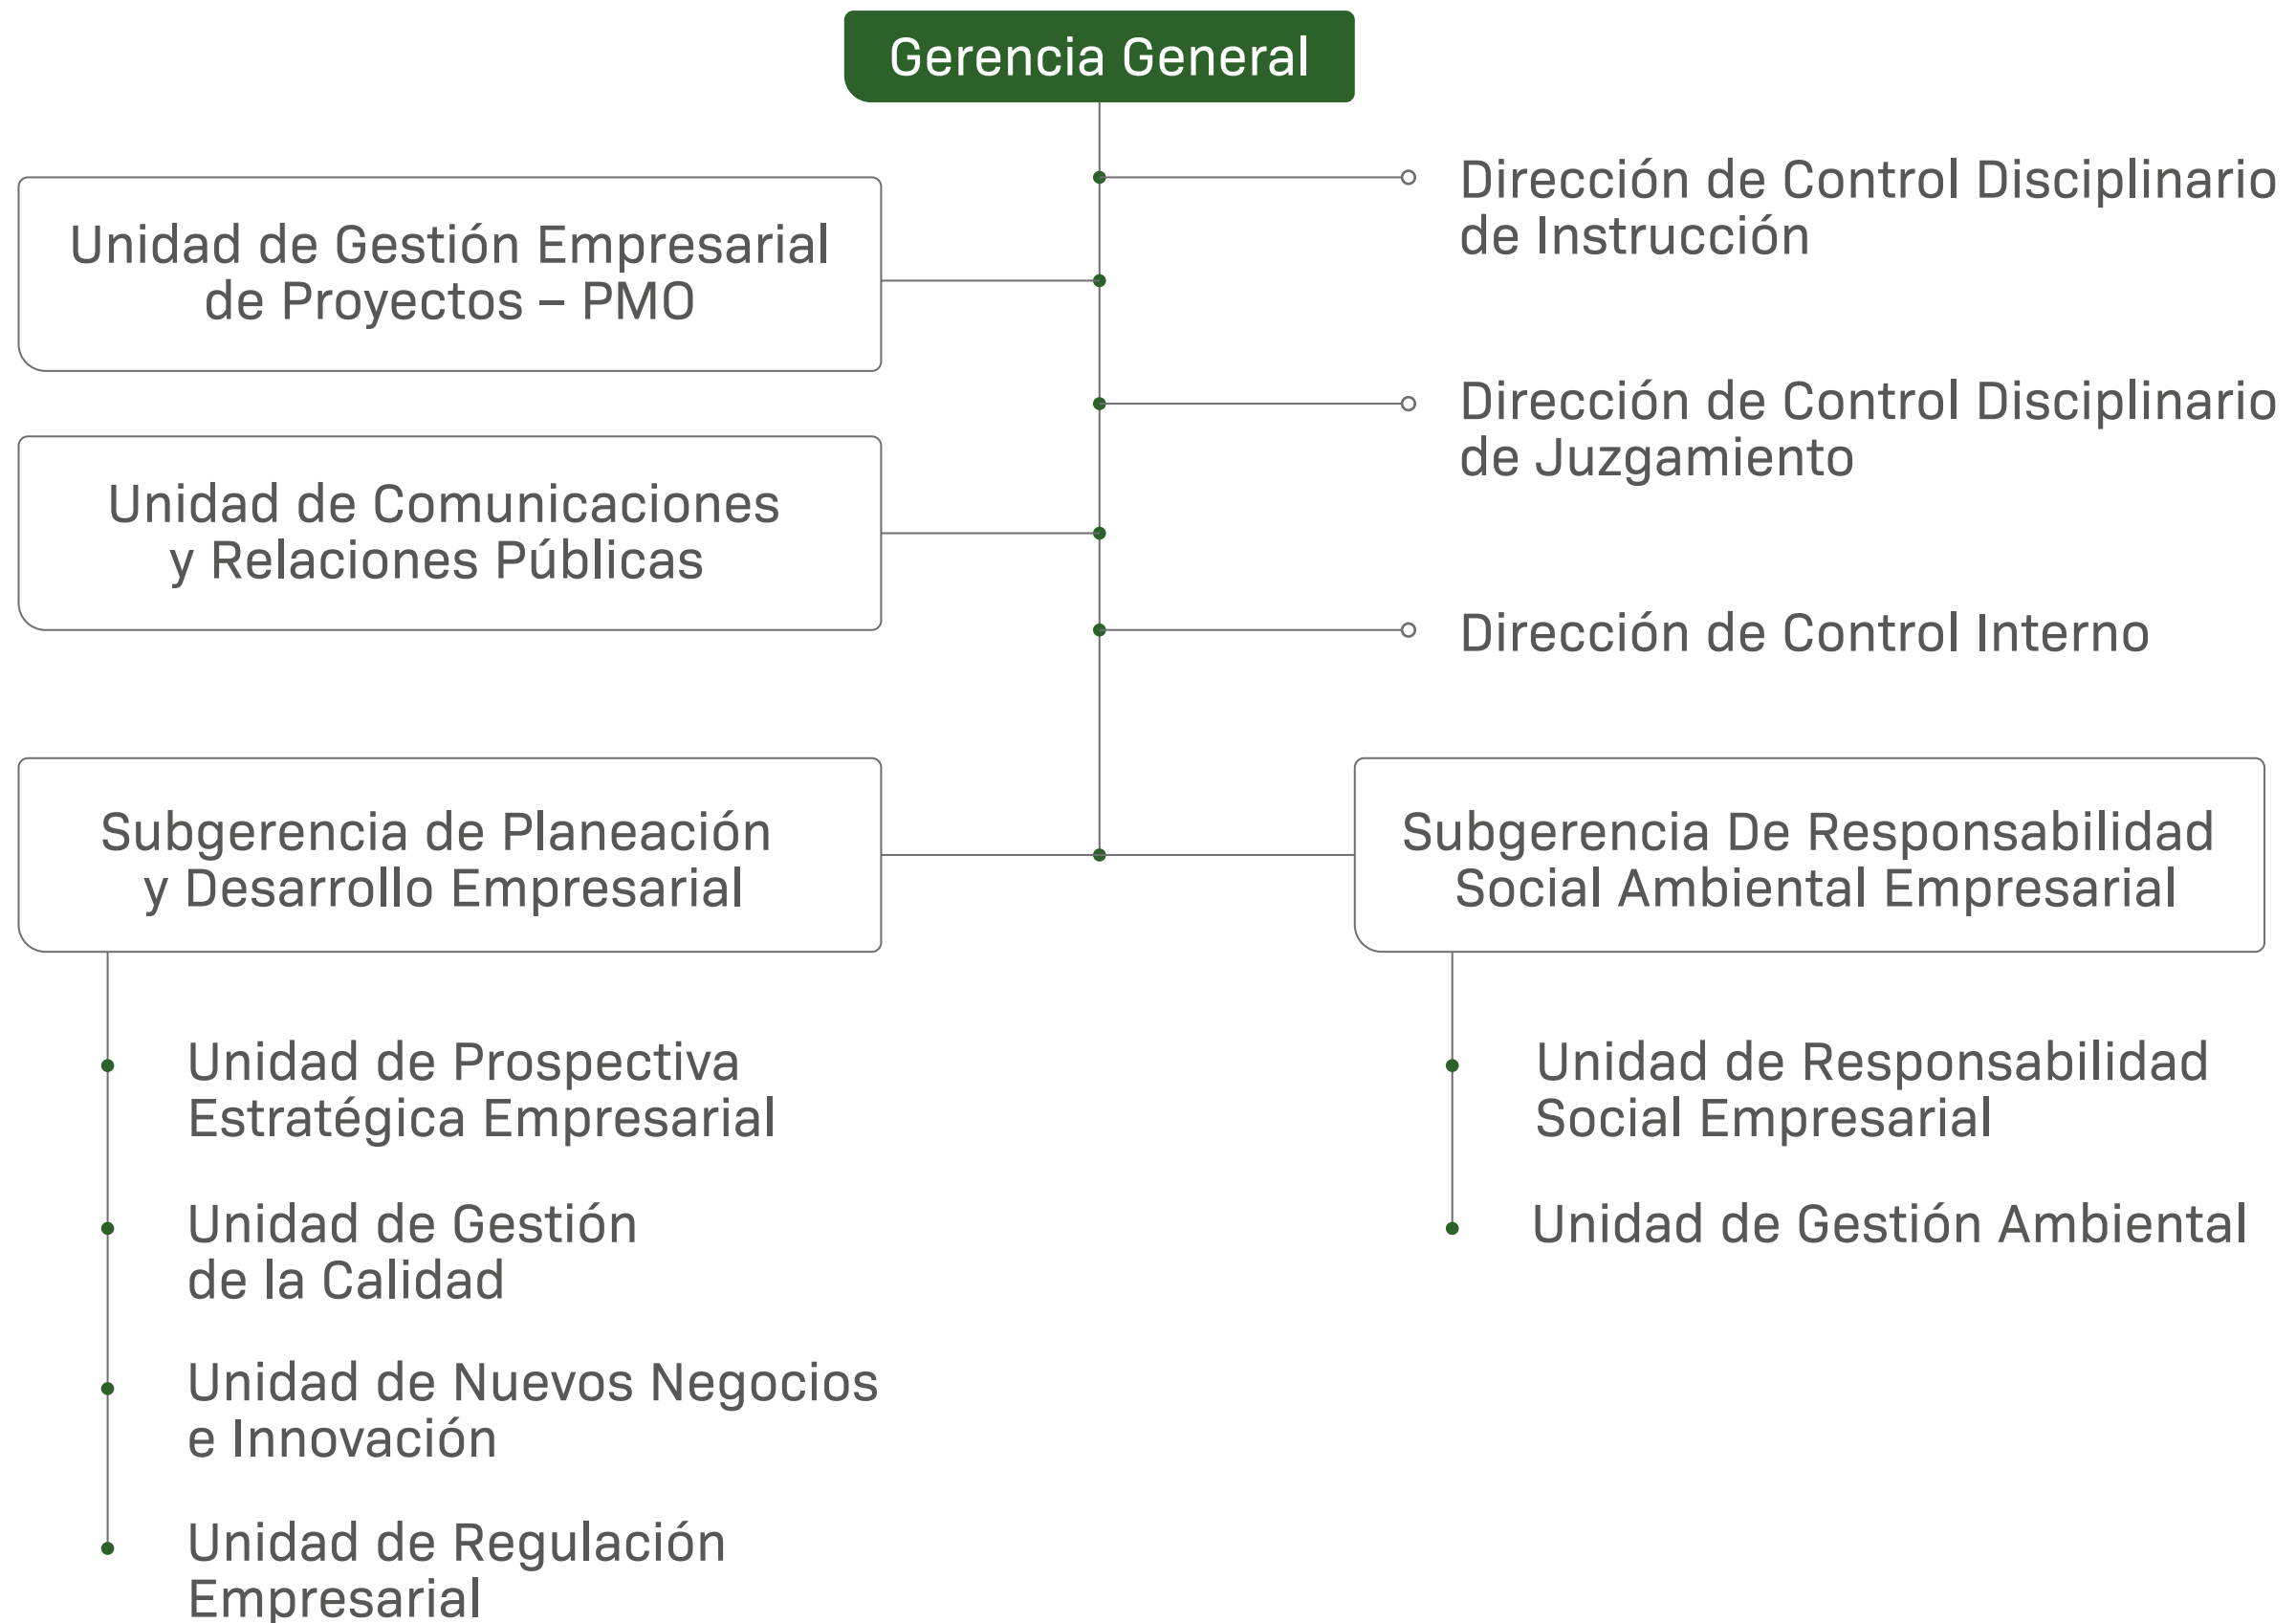 Gerencia General
Unidad de Gestión Empresarial
de Proyectos – PMO
Dirección de Control Disciplinario
de Instrucción
Unidad de Comunicaciones
y Relaciones Públicas
Dirección de Control Disciplinario
de Juzgamiento
Dirección de Control Interno
Subgerencia de Planeación
y Desarrollo Empresarial
Unidad de Prospectiva
Estratégica Empresarial
Unidad de Gestión
de la Calidad
Unidad de Nuevos Negocios
e Innovación
Unidad de Regulación
Empresarial
Subgerencia De Responsabilidad
Social Ambiental Empresarial
Unidad de Responsabilidad
Social Empresarial
Unidad de Gestión Ambiental